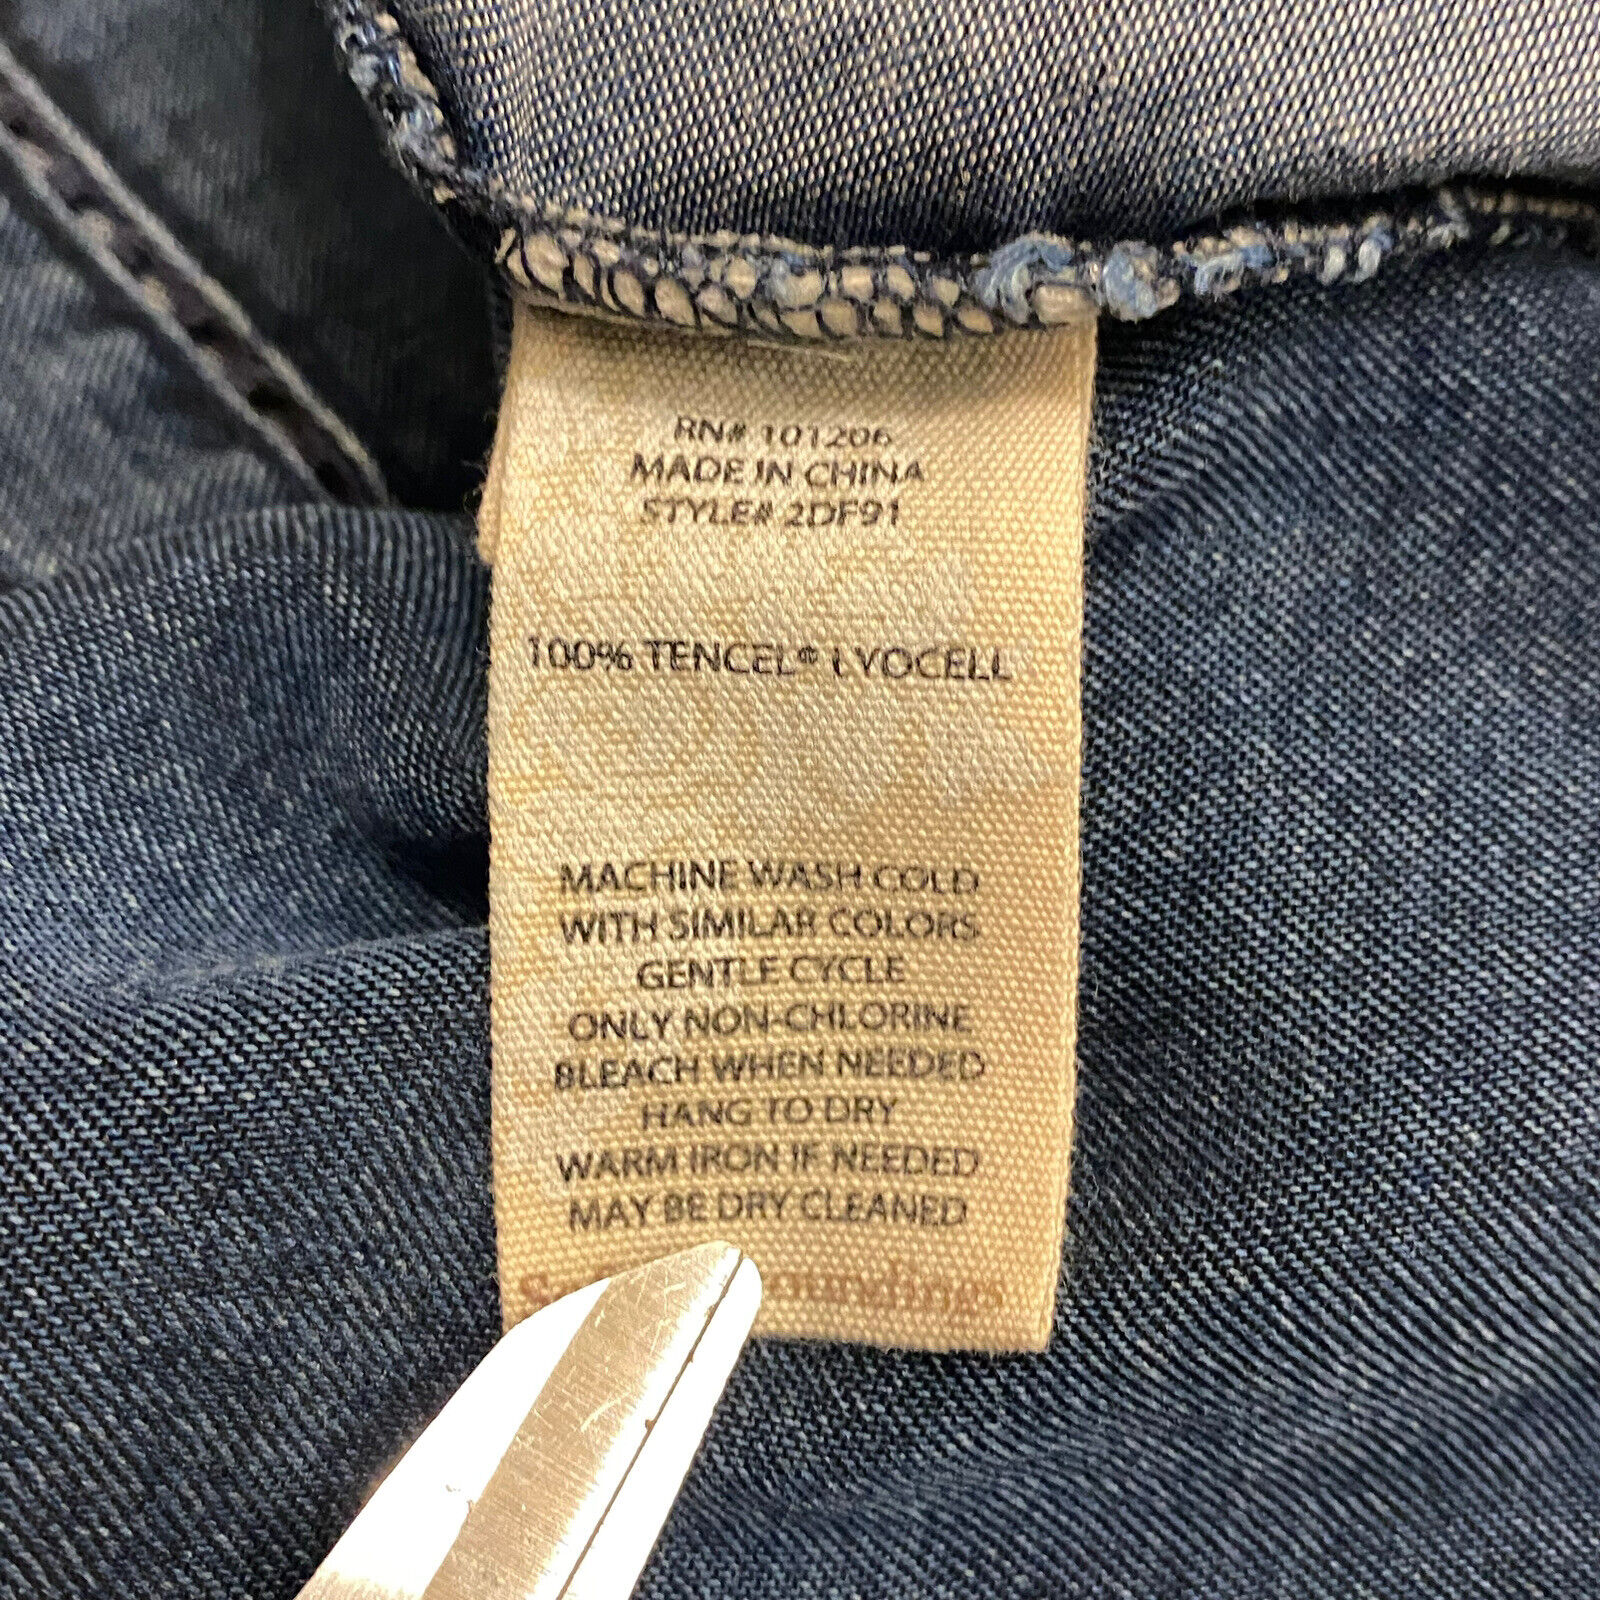 RN# 101206
MADE IN CHINA
STYLE# 2DF91
100% TENCEL® LYOCELL
MACHINE WASH COLD
WITH SIMILAR COLORS
GENTLE CYCLE
ONLY NON-CHLORINE
BLEACH WHEN NEEDED
HANG TO DRY
WARM IRON IF NEEDED
MAY BE DRY CLEANED